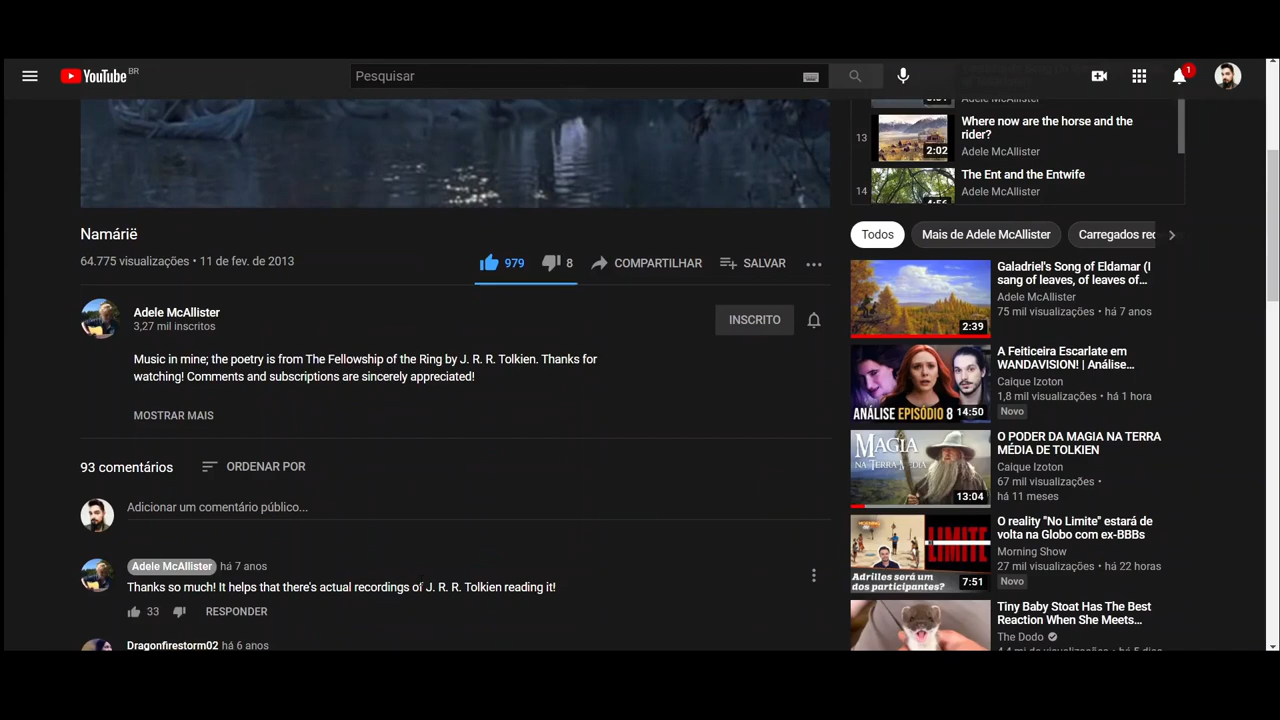 YouTube BR
Pesquisar
1
Adele McAllister
13
Where now are the horse and the
rider?
2:02
Adele McAllister
14
The Ent and the Entwife
Adele McAllister
4:56
Namárië
64.775 visualizações • 11 de fev. de 2013
979
8
COMPARTILHAR
SALVAR
Adele McAllister
3,27 mil inscritos
INSCRITO
Music in mine; the poetry is from The Fellowship of the Ring by J. R. R. Tolkien. Thanks for
watching! Comments and subscriptions are sincerely appreciated!
MOSTRAR MAIS
93 comentários
ORDENAR POR
Adicionar um comentário público...
Adele McAllister há 7 anos
Thanks so much! It helps that there's actual recordings of J. R. R. Tolkien reading it!
33
RESPONDER
Dragonfirestorm02 há 6 anos
Todos
Mais de Adele McAllister
Carregados rec
Galadriel's Song of Eldamar (I
sang of leaves, of leaves of...
Adele McAllister
75 mil visualizações • há 7 anos
2:39
A Feiticeira Escarlate em
WANDAVISION! | Análise...
Caique Izoton
1,8 mil visualizações • há 1 hora
Novo
ANÁLISE EPISÓDIO 8
14:50
O PODER DA MAGIA NA TERRA
MÉDIA DE TOLKIEN
Caique Izoton
67 mil visualizações •
há 11 meses
MAGIA
NA TERRA MÉDIA
13:04
O reality "No Limite" estará de
volta na Globo com ex-BBBs
Morning Show
27 mil visualizações • há 22 horas
Novo
LIMITE
Adrilles será um
dos participantes?
7:51
Tiny Baby Stoat Has The Best
Reaction When She Meets...
The Dodo